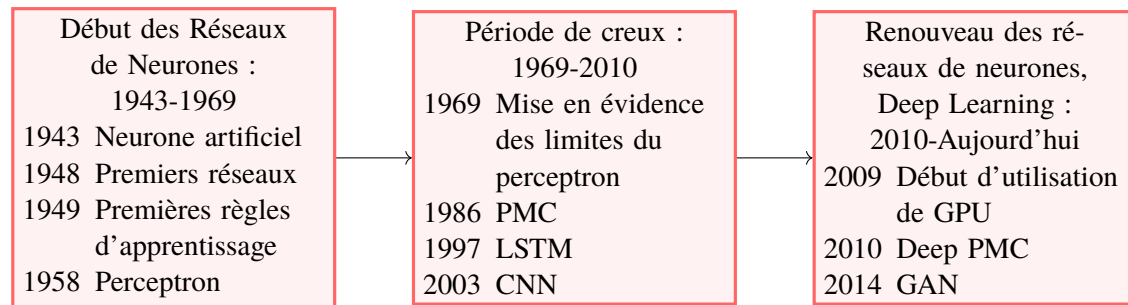 Début des Réseaux
de Neurones :
1943-1969
1943 Neurone artificiel
1948 Premiers réseaux
1949 Premières règles
d'apprentissage
1958 Perceptron
Période de creux :
1969-2010
1969 Mise en évidence
des limites du
perceptron
1986 PMC
1997 LSTM
2003 CNN
Renouveau des ré-
seaux de neurones,
Deep Learning :
2010-Aujourd'hui
2009 Début d'utilisation
de GPU
2010 Deep PMC
2014 GAN